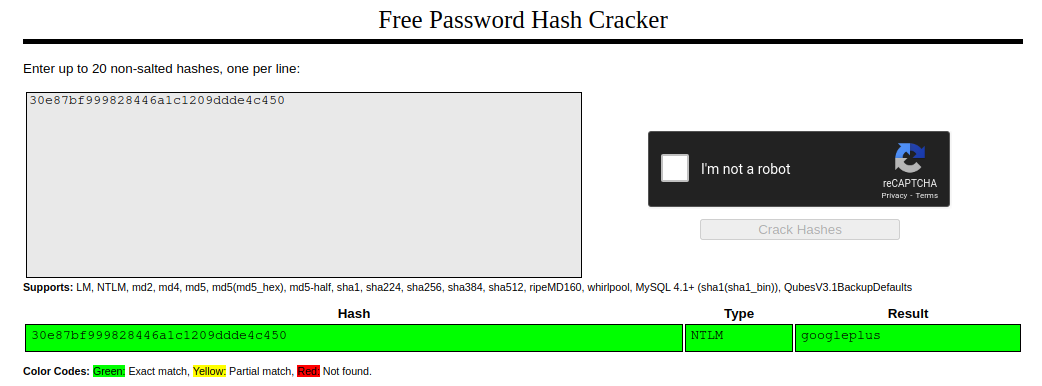 Free Password Hash Cracker
Enter up to 20 non-salted hashes, one per line:
30e87bf999828446a1c1209ddde4c450
I'm not a robot
reCAPTCHA
Privacy - Terms
Crack Hashes
Supports: LM, NTLM, md2, md4, md5, md5(md5_hex), md5-half, sha1, sha224, sha256, sha384, sha512, ripeMD160, whirlpool, MySQL 4.1+ (sha1(sha1_bin)), QubesV3.1BackupDefaults
Hash Type Result
30e87bf999828446a1c1209ddde4c450 NTLM googleplus
Color Codes: Green: Exact match, Yellow: Partial match, Red: Not found.